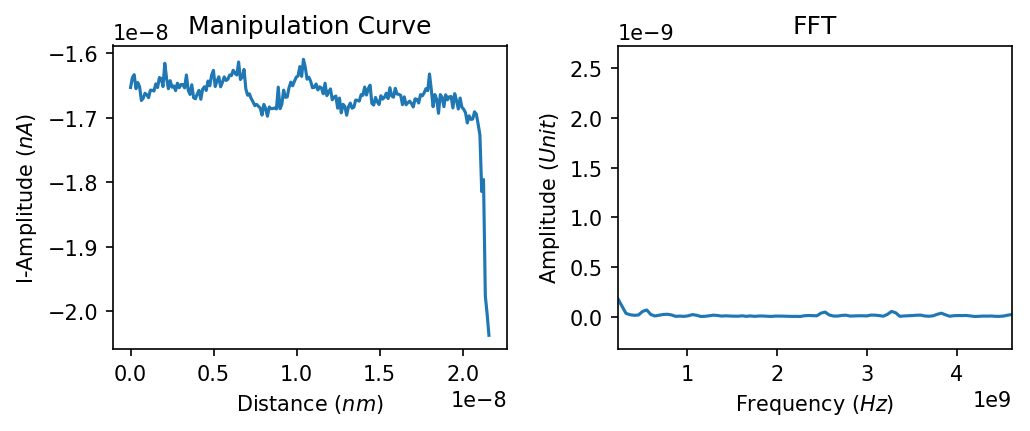 Manipulation Curve
1e−8
−1.6
−1.7
−1.8
−1.9
−2.0
I-Amplitude (nA)
0.0 0.5 1.0 1.5 2.0
1e−8
Distance (nm)
FFT
1e−9
2.5
2.0
1.5
1.0
0.5
0.0
Amplitude (Unit)
1 2 3 4
1e9
Frequency (Hz)